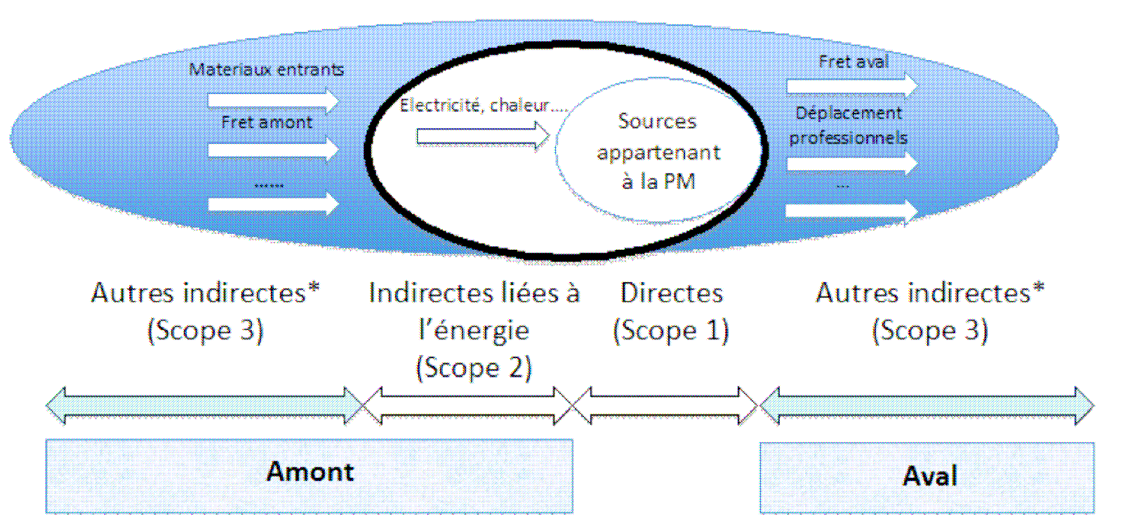 Materiaux entrants
Fret amont
......
Electricité, chaleur....
Sources
appartenant
à la PM
Fret aval
Déplacement
professionnels
...
Autres indirectes*
(Scope 3)
Indirectes liées à
l'énergie
(Scope 2)
Directes
(Scope 1)
Autres indirectes*
(Scope 3)
Amont
Aval